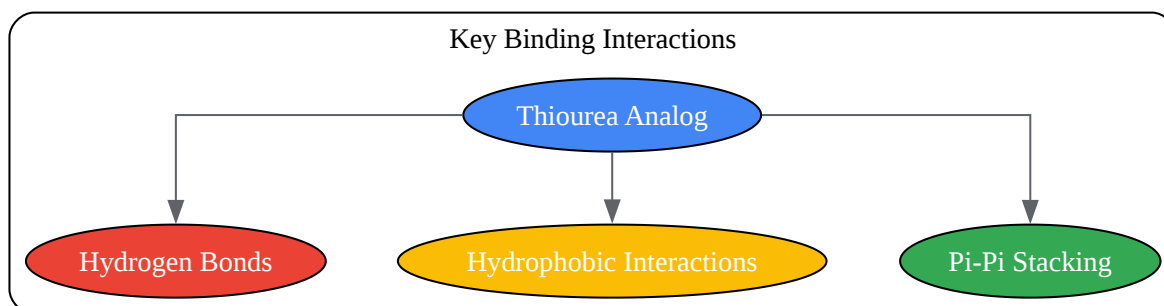 Key Binding Interactions
Thiourea Analog
Hydrogen Bonds
Hydrophobic Interactions
Pi-Pi Stacking